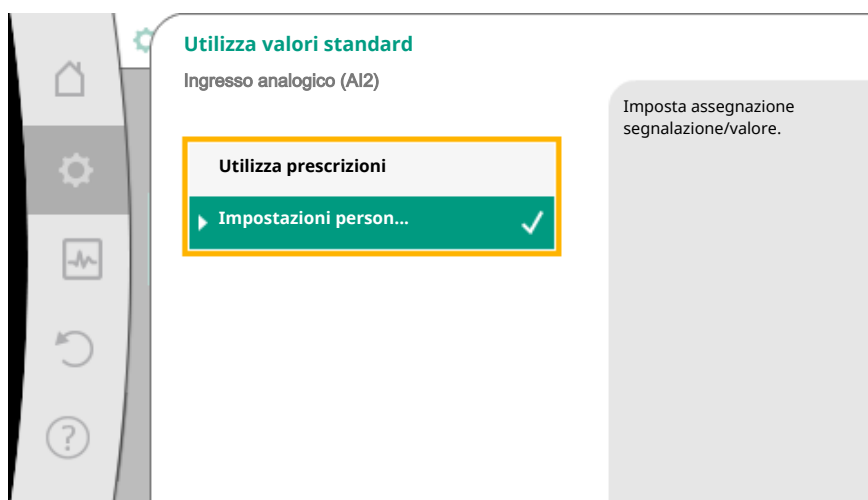 Utilizza valori standard
Ingresso analogico (AI2)
Utilizza prescrizioni
Impostazioni person...
Imposta assegnazione
segnalazione/valore.
?